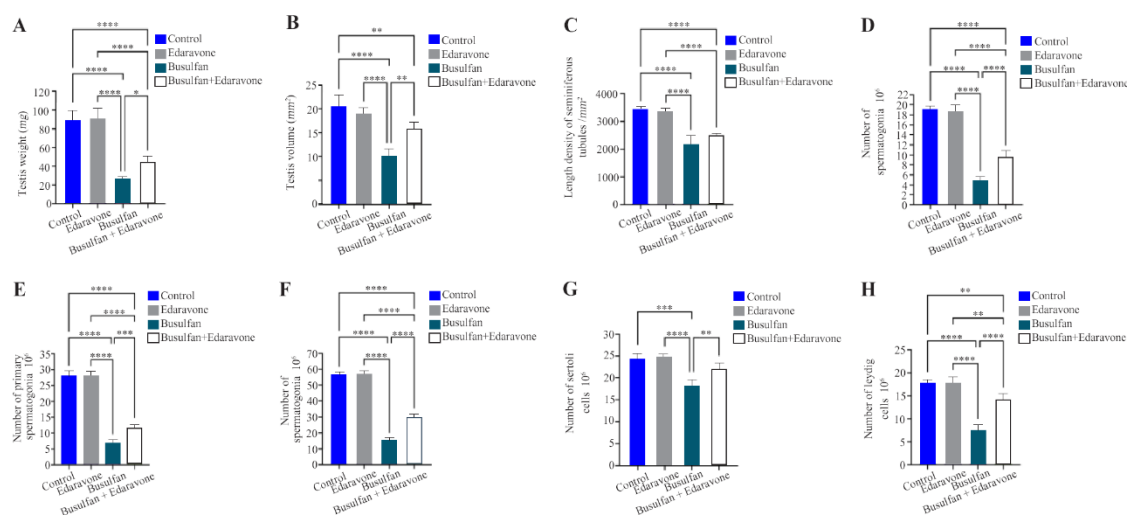 A
****
****
****
****
*
Control
Edaravone
Busulfan
Busulfan+Edaravone
Testis weight (mg)
120
100
80
60
40
20
0
Control
Edaravone
Busulfan
Busulfan + Edaravone
B
**
****
****
**
Control
Edaravone
Busulfan
Busulfan+Edaravone
Testis volume (mm²)
25
20
15
10
5
0
Control
Edaravone
Busulfan
Busulfan + Edaravone
C
****
****
****
****
Control
Edaravone
Busulfan
Busulfan+Edaravone
Length density of seminiferous
tubules /mm²
4000
3000
2000
1000
0
Control
Edaravone
Busulfan
Busulfan + Edaravone
D
****
****
****
****
****
Control
Edaravone
Busulfan
Busulfan+Edaravone
Number of
spermatogonia 10⁶
22
20
18
16
14
12
10
8
6
4
2
0
Control
Edaravone
Busulfan
Busulfan + Edaravone
E
****
****
****
***
****
Control
Edaravone
Busulfan
Busulfan+Edaravone
Number of primary
spermatogonia 10⁶
35
30
25
20
15
10
5
0
Control
Edaravone
Busulfan
Busulfan + Edaravone
F
****
****
****
****
****
Control
Edaravone
Busulfan
Busulfan+Edaravone
Number of
spermatogonia 10⁶
70
60
50
40
30
20
10
0
Control
Edaravone
Busulfan
Busulfan + Edaravone
G
***
****
**
Control
Edaravone
Busulfan
Busulfan+Edaravone
Number of sertoli
cells 10⁶
30
25
20
15
10
5
0
Control
Edaravone
Busulfan
Busulfan + Edaravone
H
**
**
****
****
****
Control
Edaravone
Busulfan
Busulfan+Edaravone
Number of leydig
cells 10⁶
25
20
15
10
5
0
Control
Edaravone
Busulfan
Busulfan + Edaravone